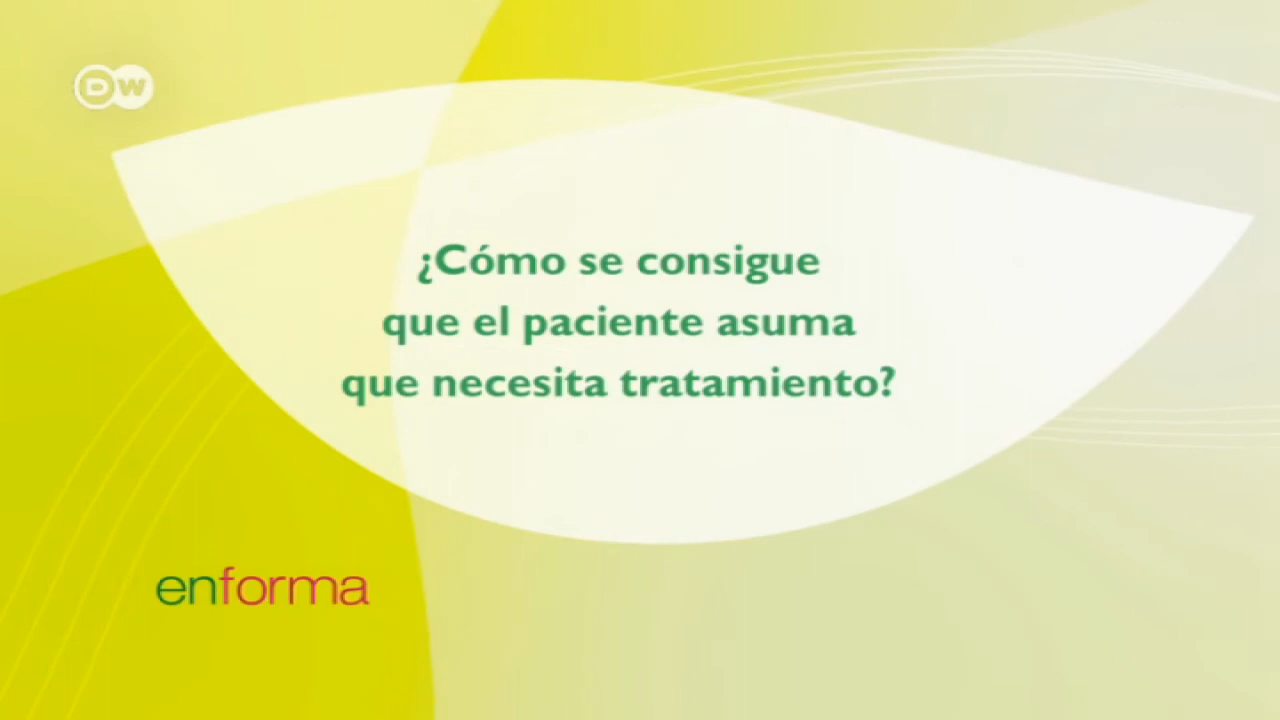 DW
¿Cómo se consigue
que el paciente asuma
que necesita tratamiento?
enforma